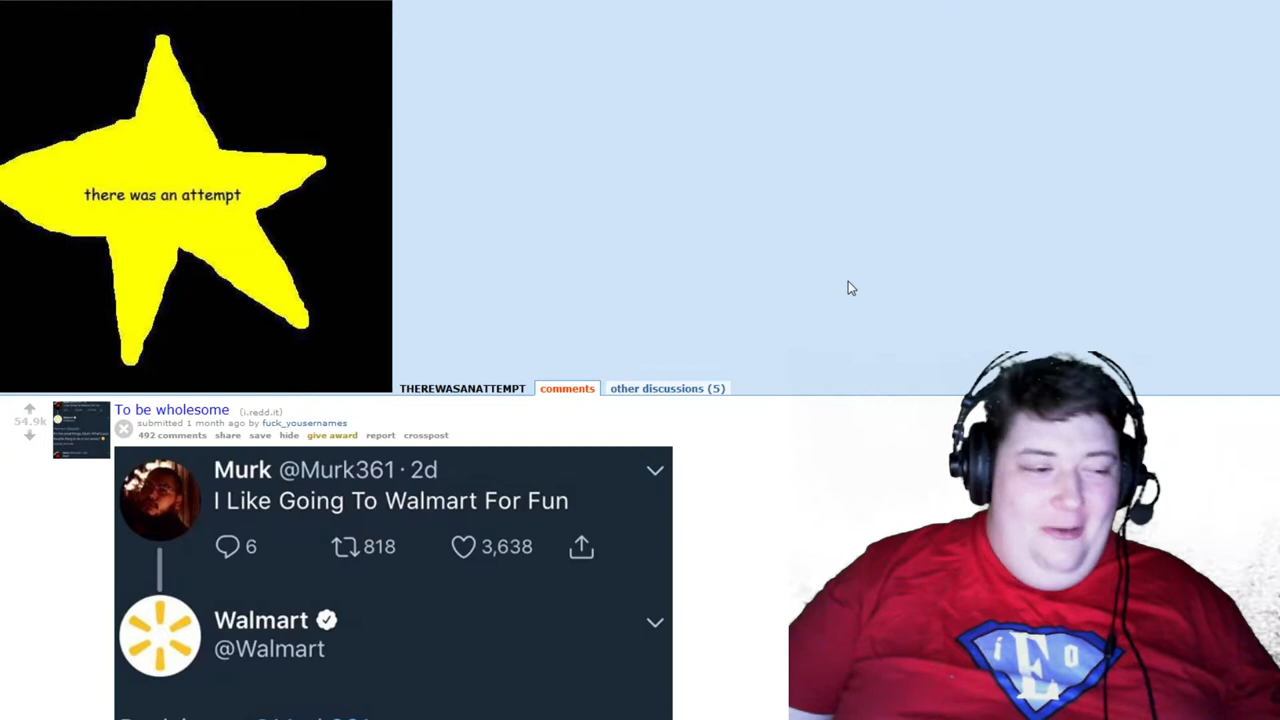 there was an attempt
THEREWASANATTEMPT comments other discussions (5)
54.9k
To be wholesome (i.redd.it)
submitted 1 month ago by fuck_yousernames
492 comments share save hide give award report crosspost
Murk @Murk361 · 2d
I Like Going To Walmart For Fun
6 818 3,638
Walmart
@Walmart